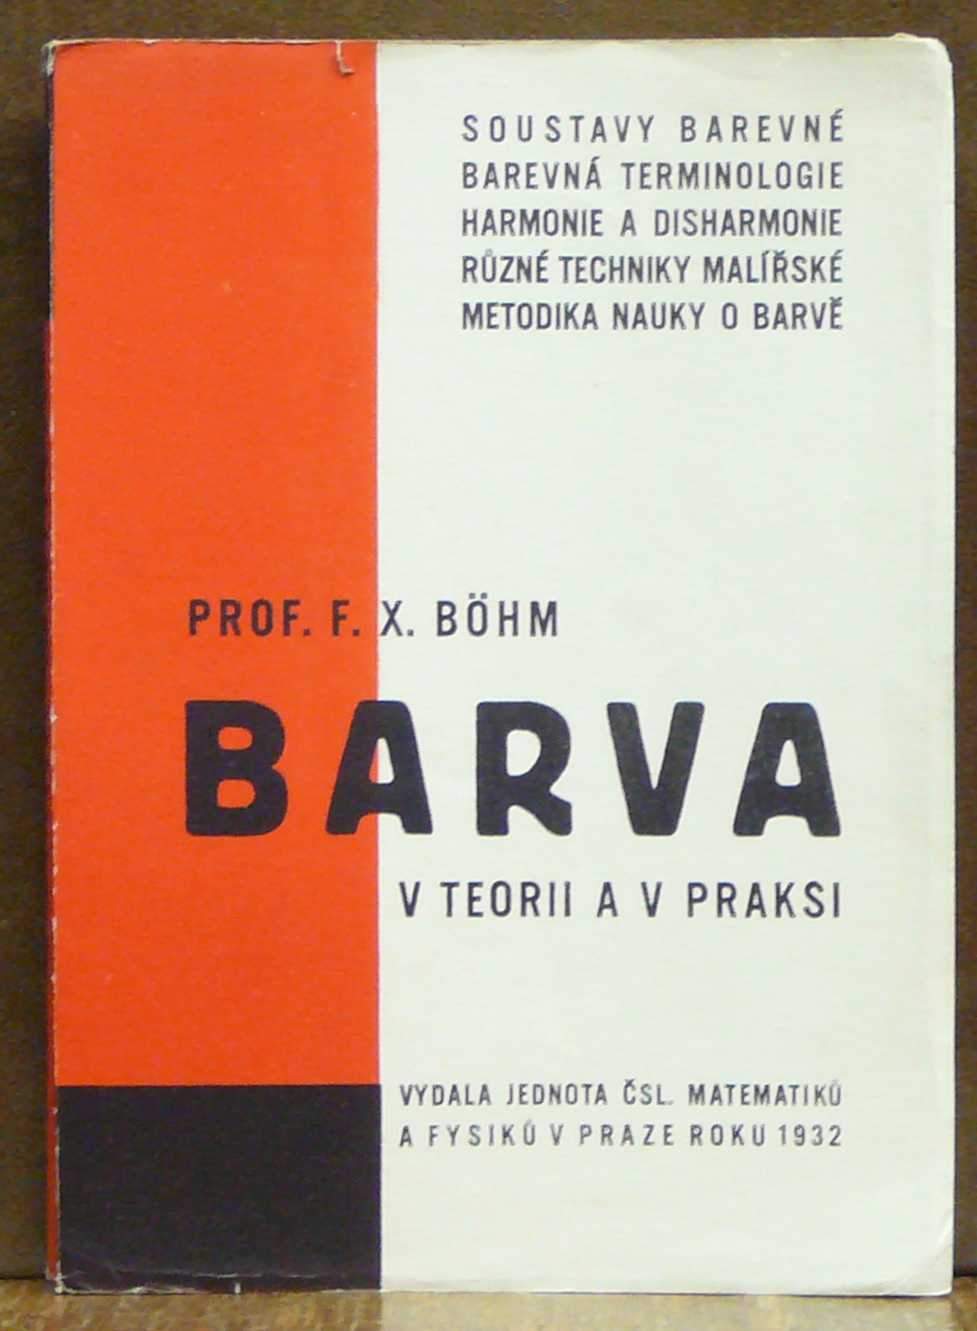 SOUSTAVY BAREVNÉ
BAREVNÁ TERMINOLOGIE
HARMONIE A DISHARMONIE
RŮZNÉ TECHNIKY MALÍŘSKÉ
METODIKA NAUKY O BARVĚ
PROF. F. X. BÖHM
BARVA
V TEORII A V PRAKSI
VYDALA JEDNOTA ČSL. MATEMATIKŮ
A FYSIKŮ V PRAZE ROKU 1932